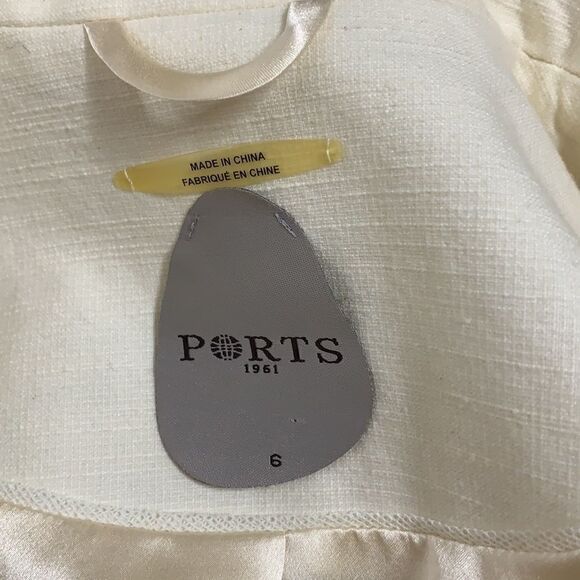 MADE IN CHINA
FABRIQUÉ EN CHINE
PORTS
1961
6